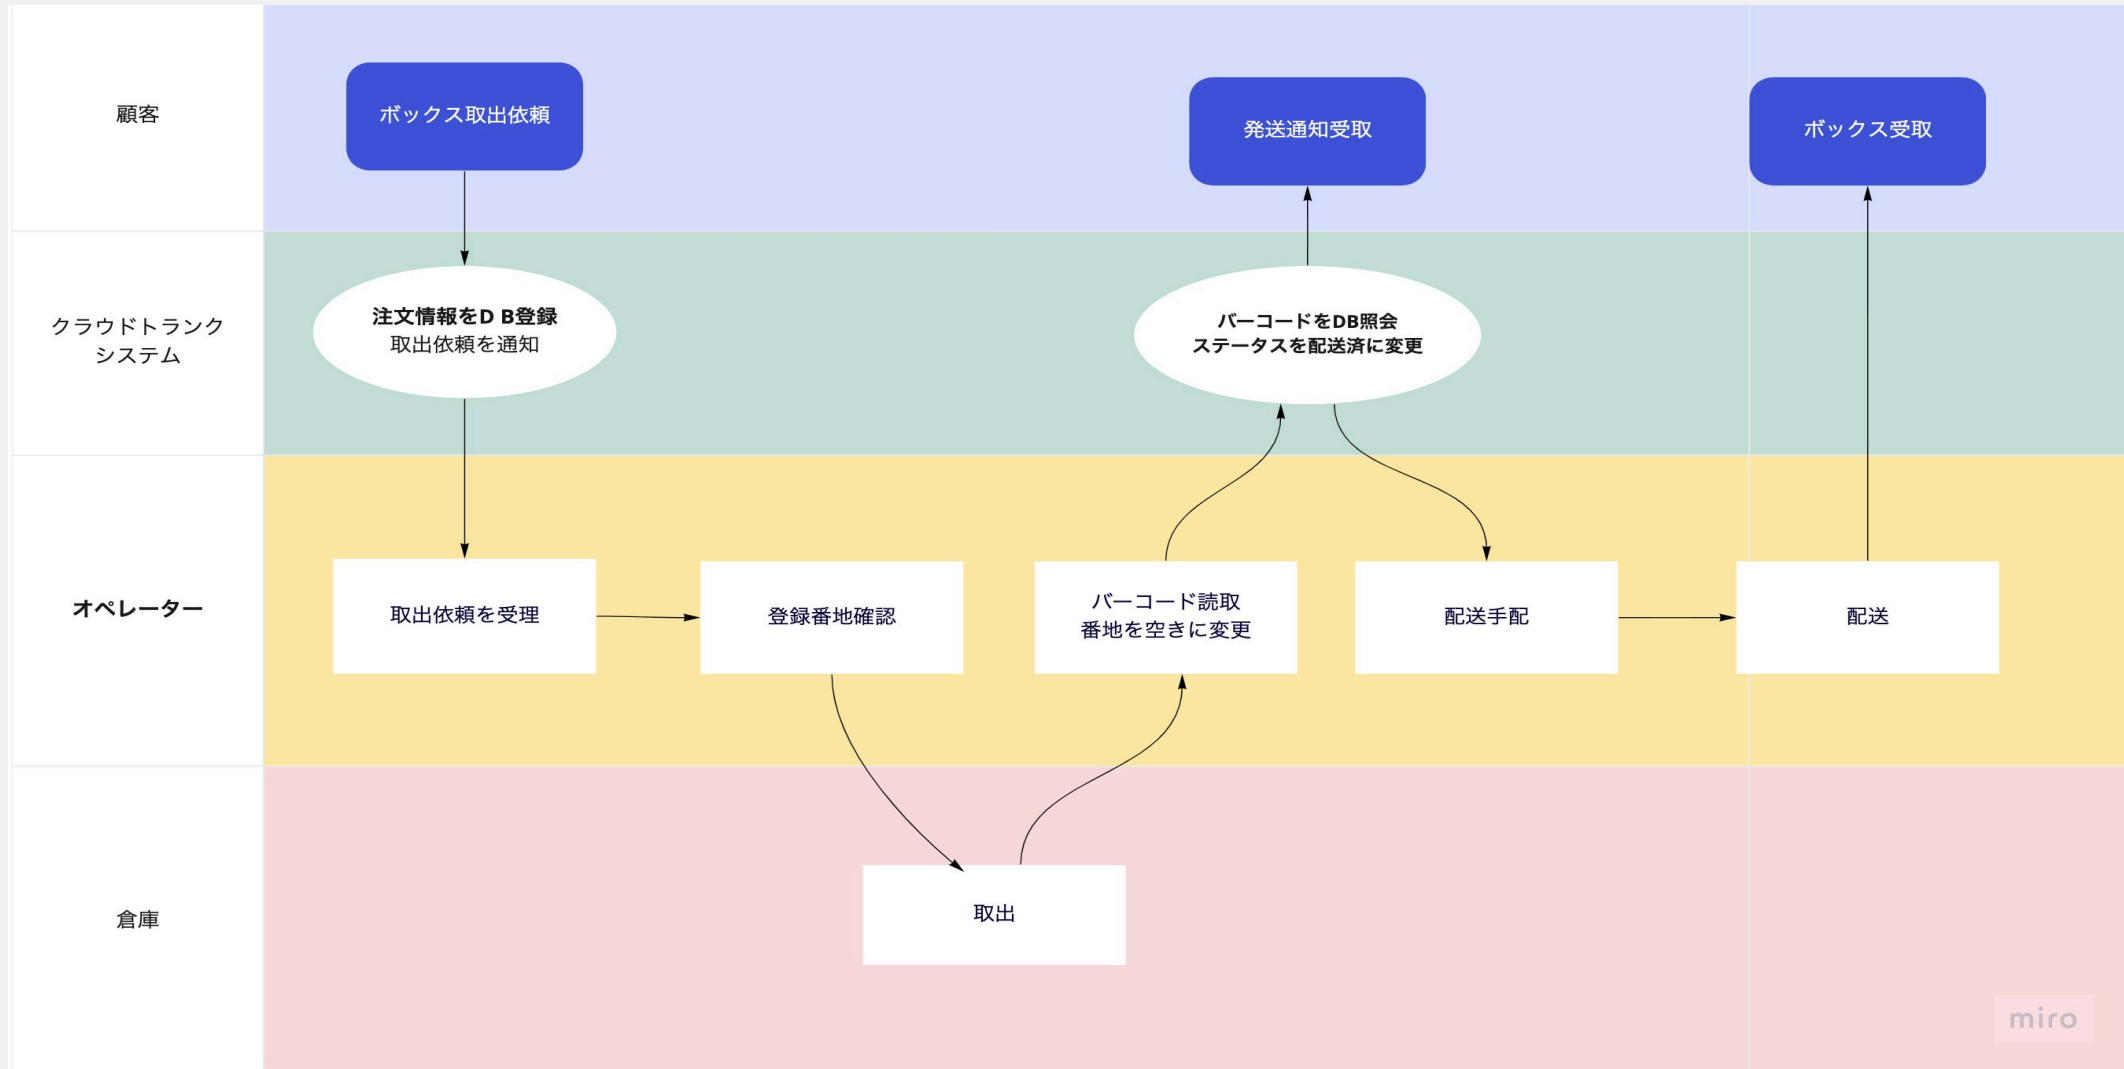 顧客
ボックス取出依頼
発送通知受取
ボックス受取
クラウドトランク
システム
注文情報をD B登録
取出依頼を通知
バーコードをDB照会
ステータスを配送済に変更
オペレーター
取出依頼を受理
登録番地確認
バーコード読取
番地を空きに変更
配送手配
配送
倉庫
取出
miro